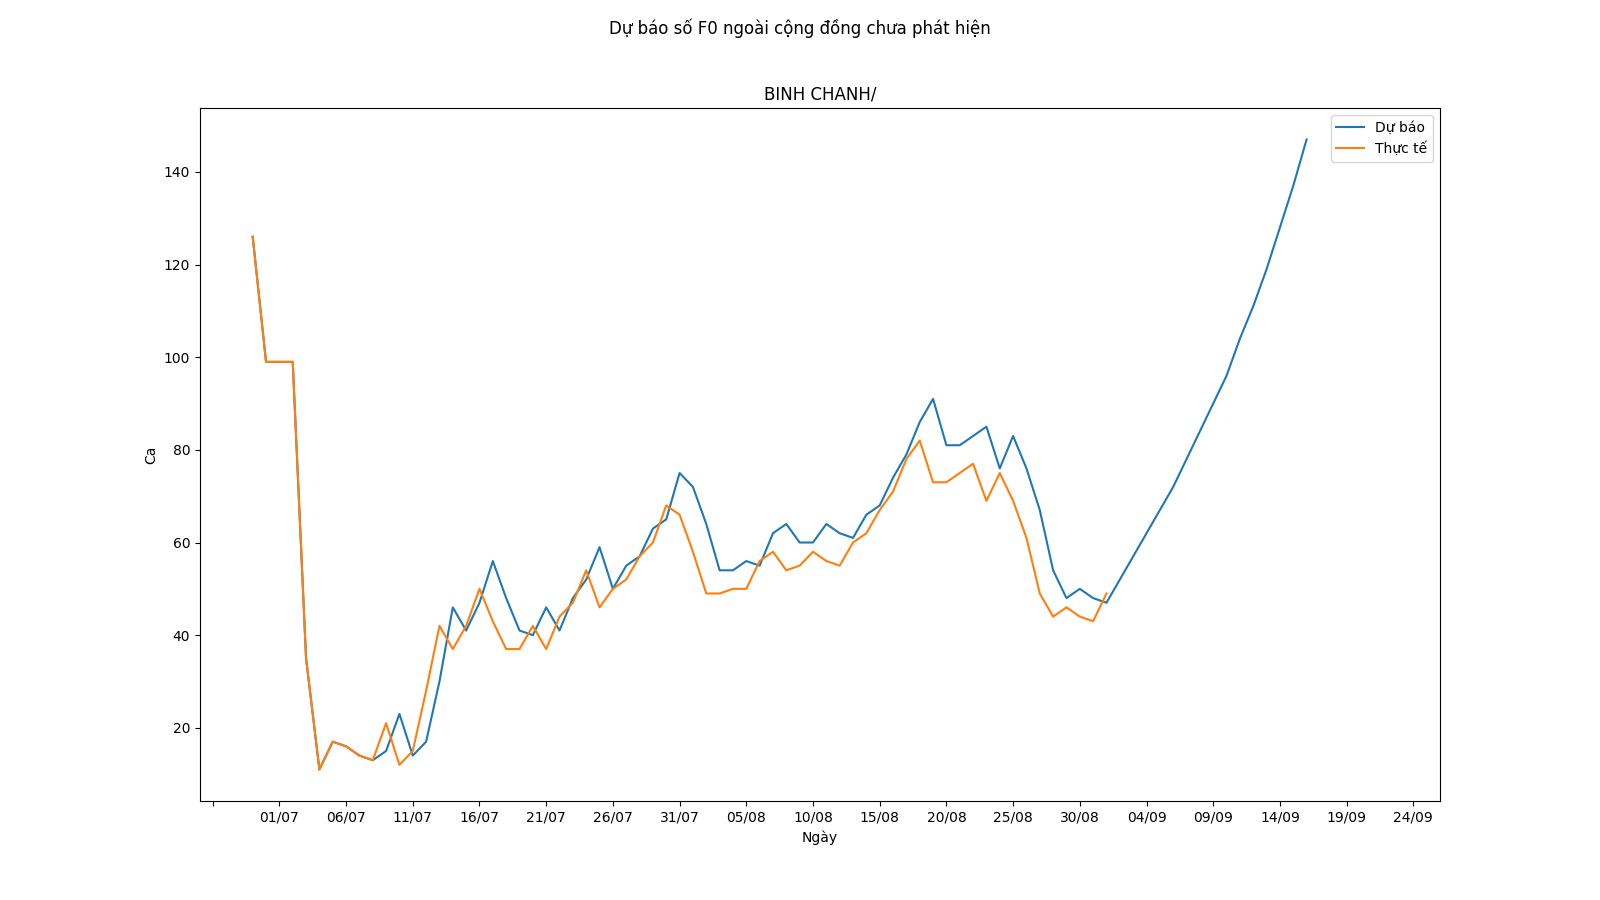 Dự báo số F0 ngoài cộng đồng chưa phát hiện
BINH CHANH/
Dự báo
Thực tế
140
120
100
80
60
40
20
Ca
01/07 06/07 11/07 16/07 21/07 26/07 31/07 05/08 10/08 15/08 20/08 25/08 30/08 04/09 09/09 14/09 19/09 24/09
Ngày